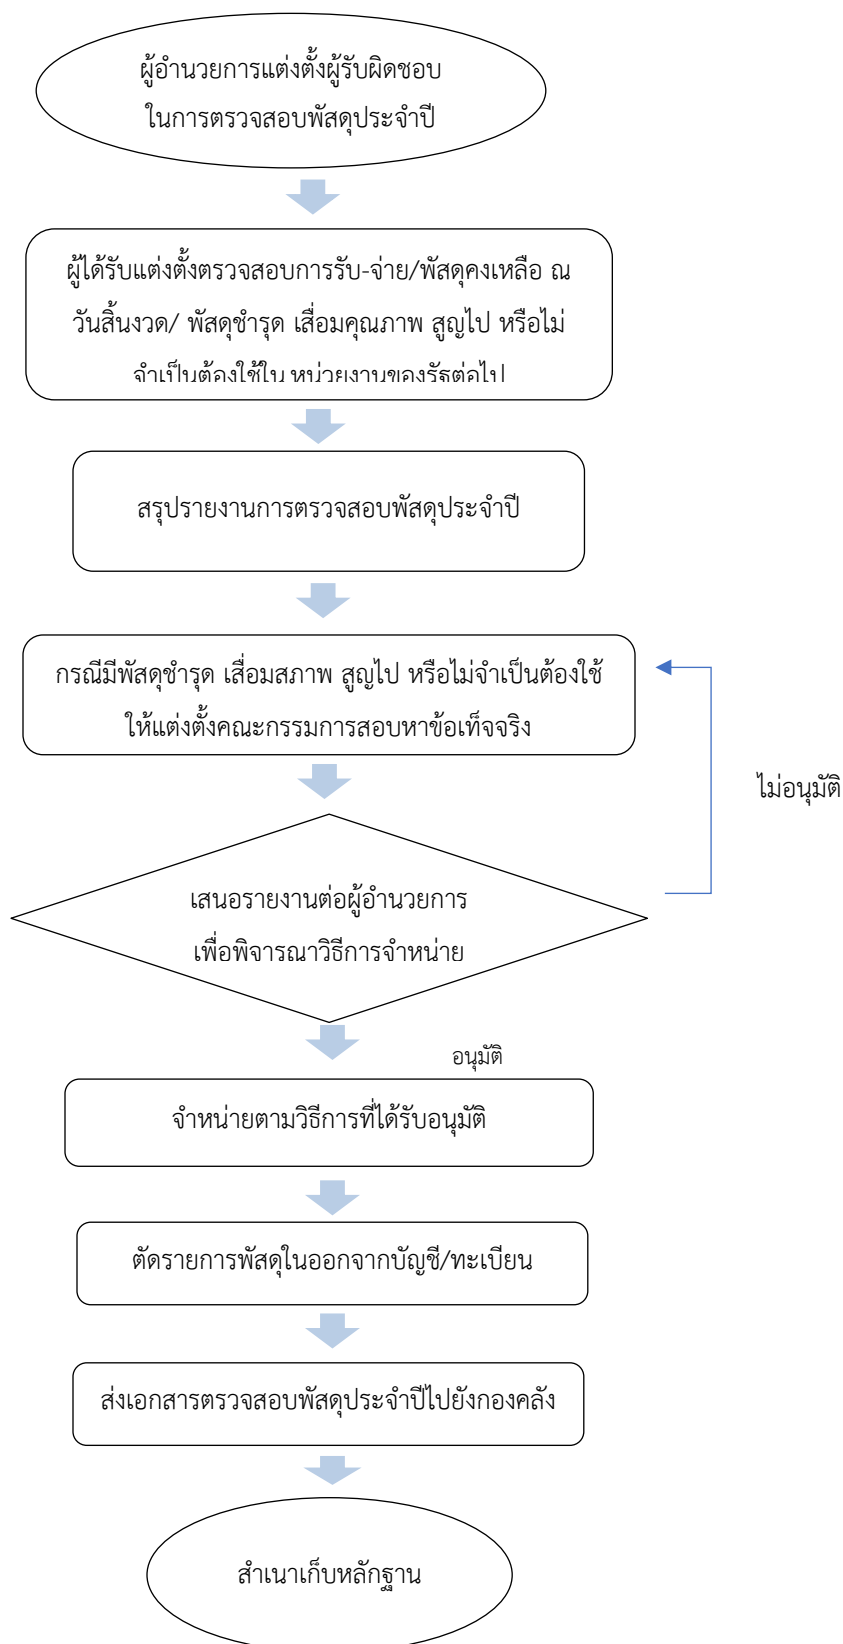 ผู้อำนวยการแต่งตั้งผู้รับผิดชอบ
ในการตรวจสอบพัสดุประจำปี
ผู้ได้รับแต่งตั้งตรวจสอบการรับ-จ่าย/พัสดุคงเหลือ ณ
วันสิ้นงวด/ พัสดุชำรุด เสื่อมคุณภาพ สูญไป หรือไม่
จำเป็นต้องใช้ใน หน่วยงานของรัฐต่อไป
สรุปรายงานการตรวจสอบพัสดุประจำปี
กรณีมีพัสดุชำรุด เสื่อมสภาพ สูญไป หรือไม่จำเป็นต้องใช้
ให้แต่งตั้งคณะกรรมการสอบหาข้อเท็จจริง
ไม่อนุมัติ
เสนอรายงานต่อผู้อำนวยการ
เพื่อพิจารณาวิธีการจำหน่าย
อนุมัติ
จำหน่ายตามวิธีการที่ได้รับอนุมัติ
ตัดรายการพัสดุในออกจากบัญชี/ทะเบียน
ส่งเอกสารตรวจสอบพัสดุประจำปีไปยังกองคลัง
สำเนาเก็บหลักฐาน